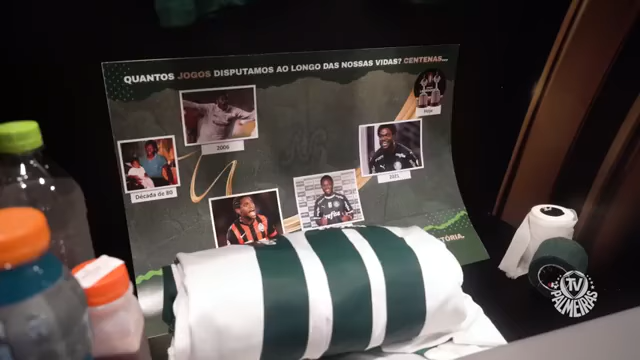 QUANTOS JOGOS DISPUTAMOS AO LONGO DAS NOSSAS VIDAS? CENTENAS...
Hoje
2006
2021
Década de 80
TÓRIA.
TV
PALMEIRAS